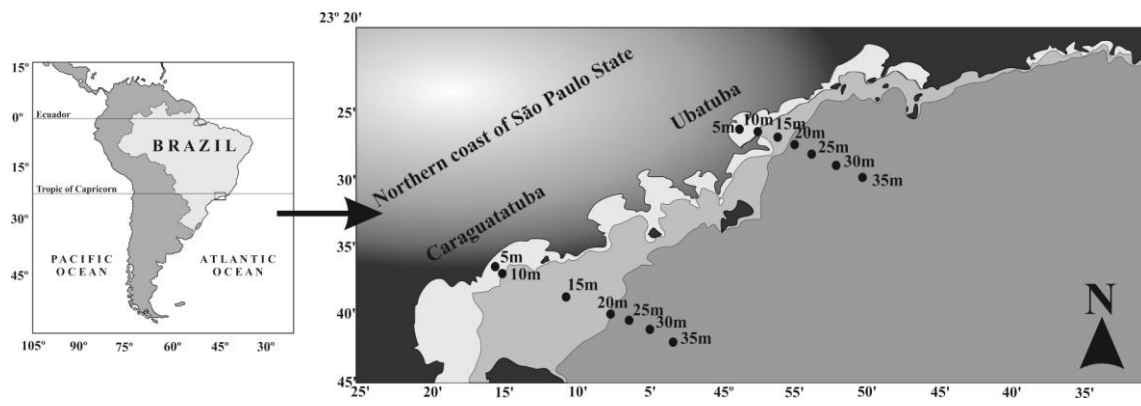 15º
Ecuador
0º
BRAZIL
15º
Tropic of Capricorn
30º
PACIFIC
OCEAN
ATLANTIC
OCEAN
45º
105º 75º 60º 45º 30º
23º 20'
25'
30'
35'
40'
45'
Northern coast of São Paulo State
Ubatuba
5m
10m
15m
20m
25m
30m
35m
Caraguatatuba
5m
10m
15m
20m
25m
30m
35m
N
25' 20' 15' 10' 5' 50' 55' 50' 45' 40' 35'